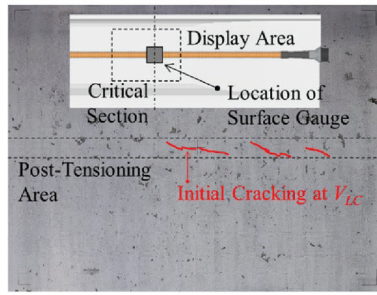 Display Area
Critical
Section
Location of
Surface Gauge
Post-Tensioning
Area
Initial Cracking at V_LC